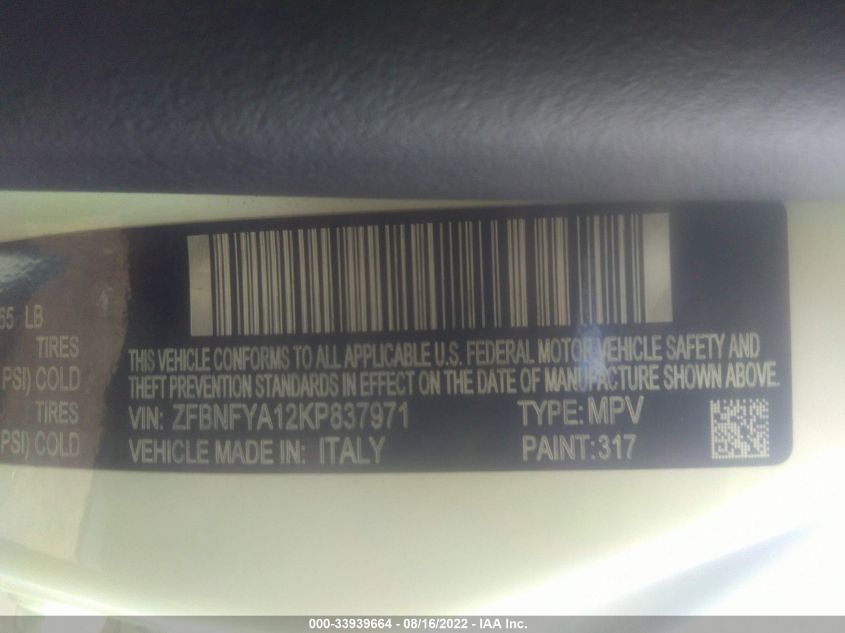 65 LB
TIRES
PSI) COLD
TIRES
PSI) COLD
THIS VEHICLE CONFORMS TO ALL APPLICABLE U.S. FEDERAL MOTOR VEHICLE SAFETY AND
THEFT PREVENTION STANDARDS IN EFFECT ON THE DATE OF MANUFACTURE SHOWN ABOVE.
VIN: ZFBNFYA12KP837971 TYPE: MPV
VEHICLE MADE IN: ITALY PAINT: 317
000-33939664 - 08/16/2022 - IAA Inc.